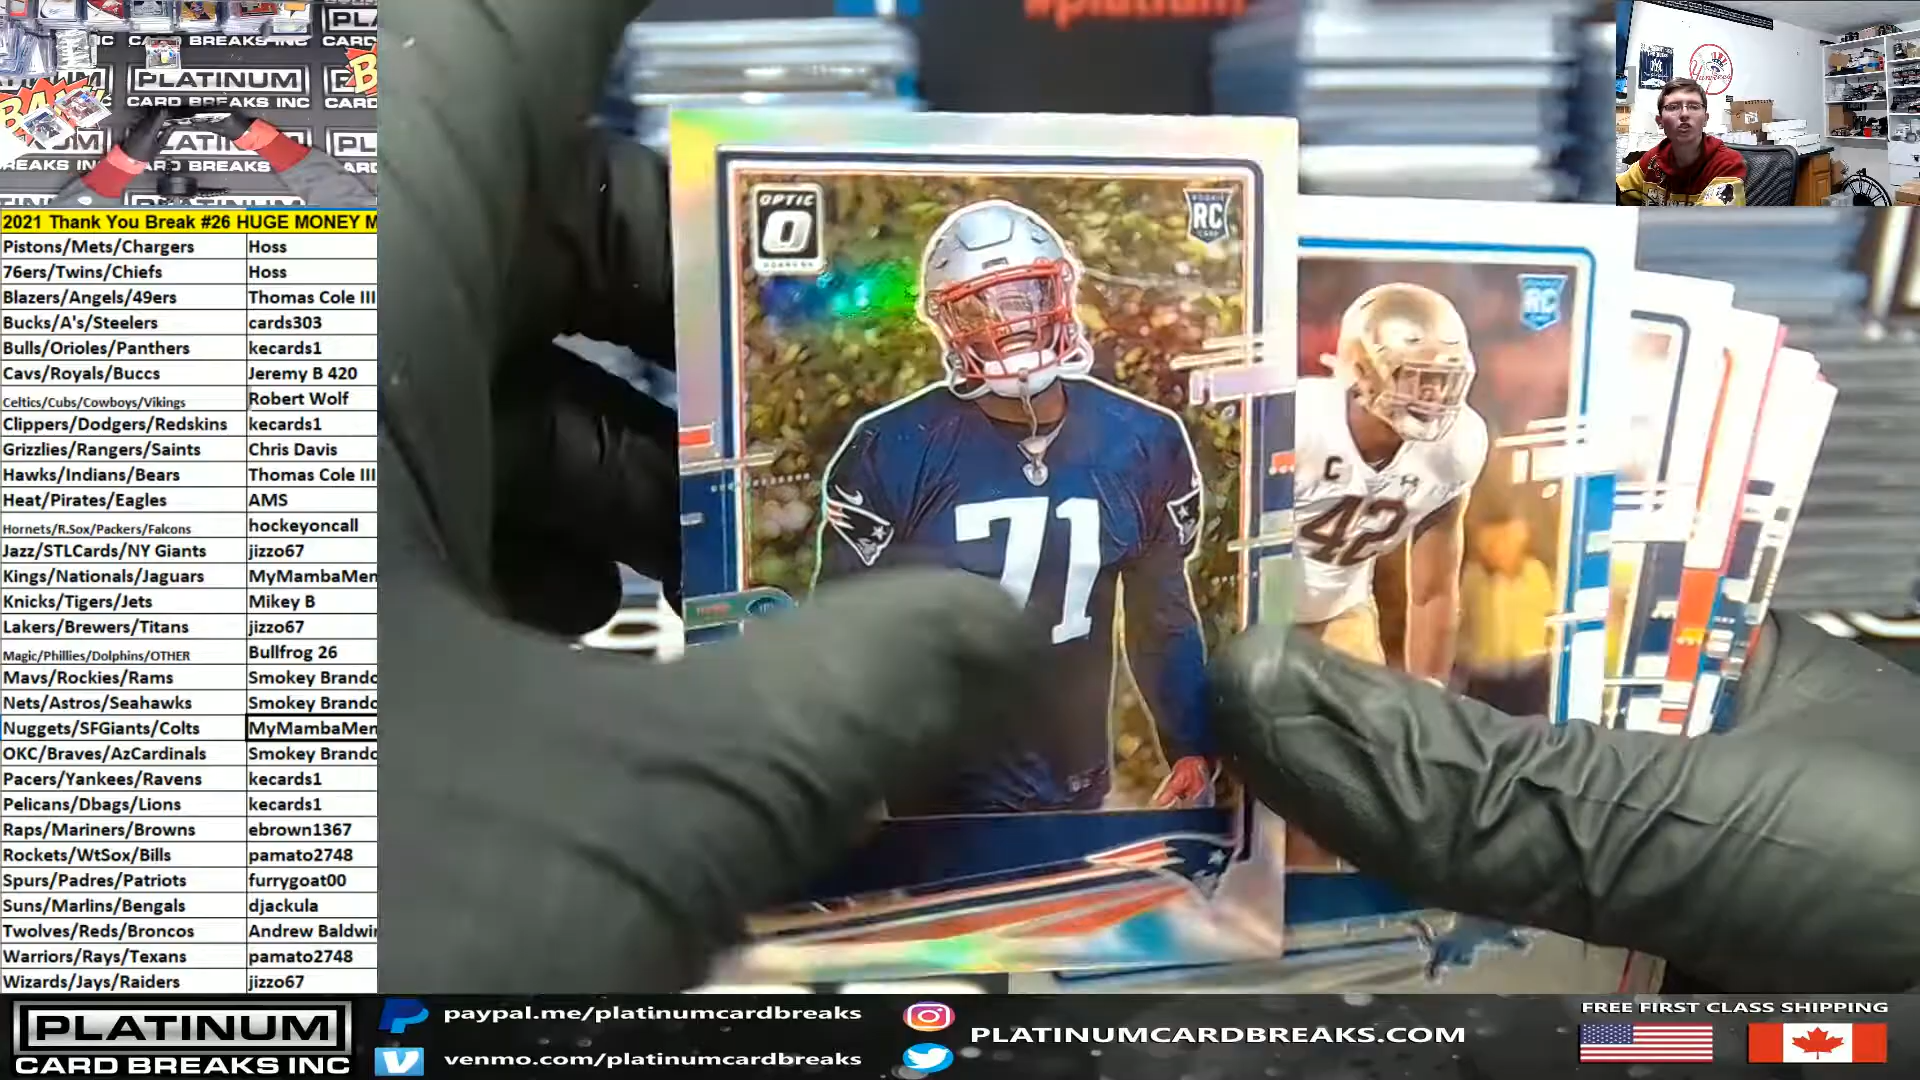 #platinum
PLATINUM
CARD BREAKS INC
2021 Thank You Break #26 HUGE MONEY M
Pistons/Mets/Chargers Hoss
76ers/Twins/Chiefs Hoss
Blazers/Angels/49ers Thomas Cole III
Bucks/A's/Steelers cards303
Bulls/Orioles/Panthers kecards1
Cavs/Royals/Buccs Jeremy B 420
Celtics/Cubs/Cowboys/Vikings Robert Wolf
Clippers/Dodgers/Redskins kecards1
Grizzlies/Rangers/Saints Chris Davis
Hawks/Indians/Bears Thomas Cole III
Heat/Pirates/Eagles AMS
Hornets/R.Sox/Packers/Falcons hockeyoncall
Jazz/STLCards/NY Giants jizzo67
Kings/Nationals/Jaguars MyMambaMen
Knicks/Tigers/Jets Mikey B
Lakers/Brewers/Titans jizzo67
Magic/Phillies/Dolphins/OTHER Bullfrog 26
Mavs/Rockies/Rams Smokey Brando
Nets/Astros/Seahawks Smokey Brando
Nuggets/SFGiants/Colts MyMambaMen
OKC/Braves/AzCardinals Smokey Brando
Pacers/Yankees/Ravens kecards1
Pelicans/Dbags/Lions kecards1
Raps/Mariners/Browns ebrown1367
Rockets/WtSox/Bills pamato2748
Spurs/Padres/Patriots furrygoat00
Suns/Marlins/Bengals djackula
Twolves/Reds/Broncos Andrew Baldwin
Warriors/Rays/Texans pamato2748
Wizards/Jays/Raiders jizzo67
OPTIC
RC
71
RC
C
42
Yankees
PLATINUM
CARD BREAKS INC
paypal.me/platinumcardbreaks
venmo.com/platinumcardbreaks
PLATINUMCARDBREAKS.COM
FREE FIRST CLASS SHIPPING